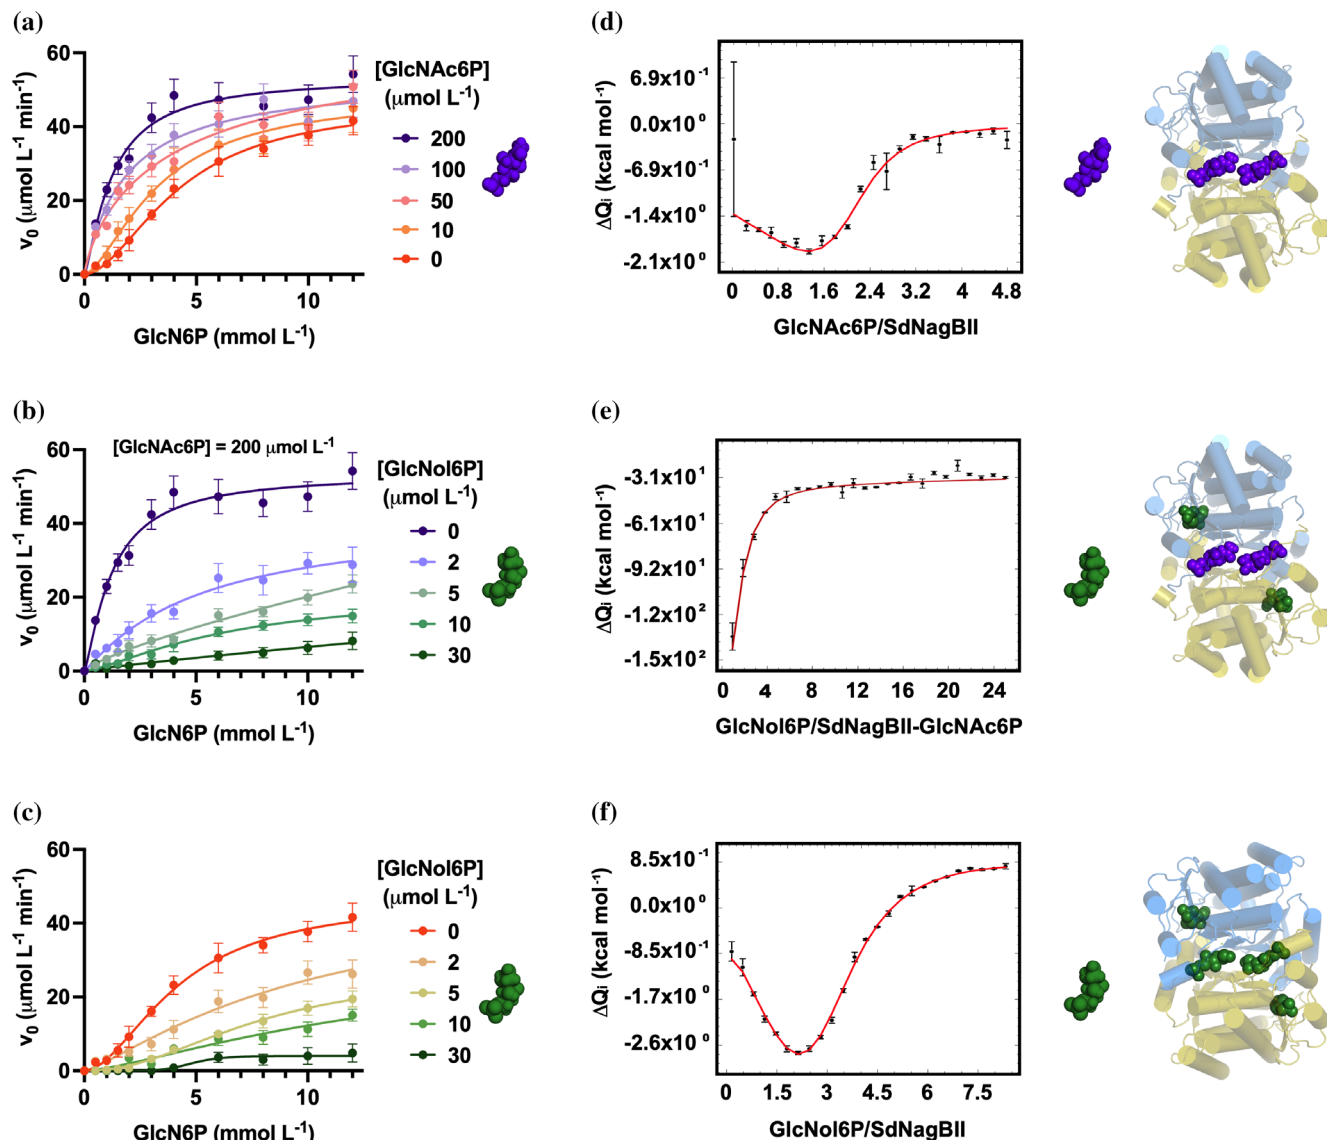 (a)
60
40
20
0
0
5
10
v₀ (μmol L⁻¹ min⁻¹)
GlcN6P (mmol L⁻¹)
[GlcNAc6P]
(μmol L⁻¹)
200
100
50
10
0
(d)
6.9x10⁻¹
0.0x10⁰
-6.9x10⁻¹
-1.4x10⁰
-2.1x10⁰
ΔQᵢ (kcal mol⁻¹)
0 0.8 1.6 2.4 3.2 4 4.8
GlcNAc6P/SdNagBII
(b)
[GlcNAc6P] = 200 μmol L⁻¹
60
40
20
0
0
5
10
v₀ (μmol L⁻¹ min⁻¹)
GlcN6P (mmol L⁻¹)
[GlcNol6P]
(μmol L⁻¹)
0
2
5
10
30
(e)
-3.1x10¹
-6.1x10¹
-9.2x10¹
-1.2x10²
-1.5x10²
ΔQᵢ (kcal mol⁻¹)
0 4 8 12 16 20 24
GlcNol6P/SdNagBII-GlcNAc6P
(c)
60
40
20
0
0
5
10
v₀ (μmol L⁻¹ min⁻¹)
GlcN6P (mmol L⁻¹)
[GlcNol6P]
(μmol L⁻¹)
0
2
5
10
30
(f)
8.5x10⁻¹
0.0x10⁰
-8.5x10⁻¹
-1.7x10⁰
-2.6x10⁰
ΔQᵢ (kcal mol⁻¹)
0 1.5 3 4.5 6 7.5
GlcNol6P/SdNagBII